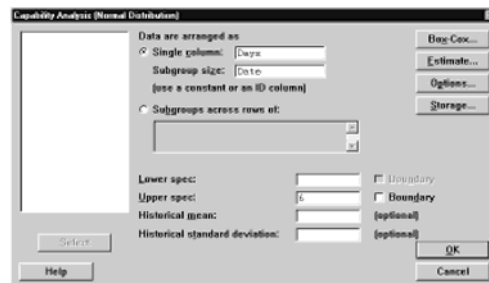 Capability Analysis (Normal Distribution)
Data are arranged as
Single column: Days
Subgroup size: Date
(use a constant or an ID column)
Subgroups across rows of:
Box-Cox...
Estimate...
Options...
Storage...
Lower spec: Boundary
Upper spec: 6 Boundary
Historical mean: (optional)
Historical standard deviation: (optional)
Select
OK
Help
Cancel